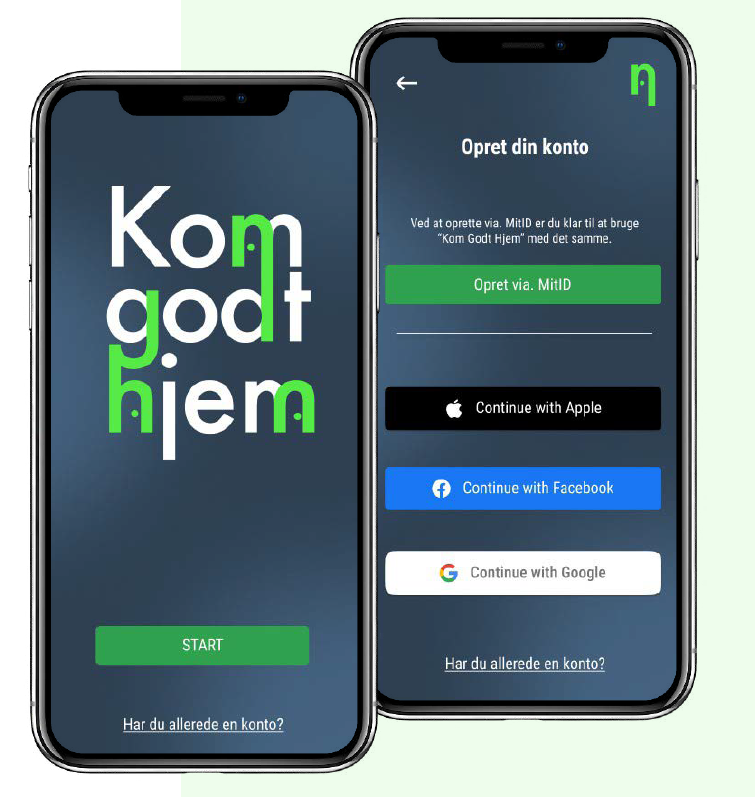 Kom
godt
hjem
START
Har du allerede en konto?
Opret din konto
Ved at oprette via. MitID er du klar til at bruge
"Kom Godt Hjem" med det samme.
Opret via. MitID
Continue with Apple
Continue with Facebook
Continue with Google
Har du allerede en konto?